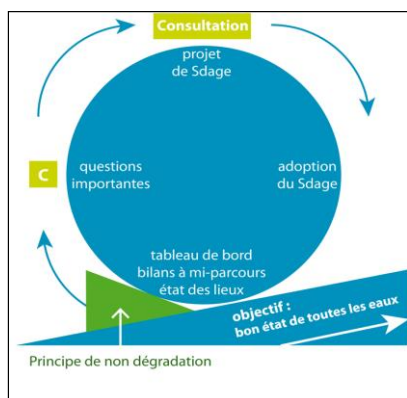 Consultation
projet
de Sdage
C
questions
importantes
adoption
du Sdage
tableau de bord
bilans à mi-parcours
état des lieux
objectif :
bon état de toutes les eaux
Principe de non dégradation